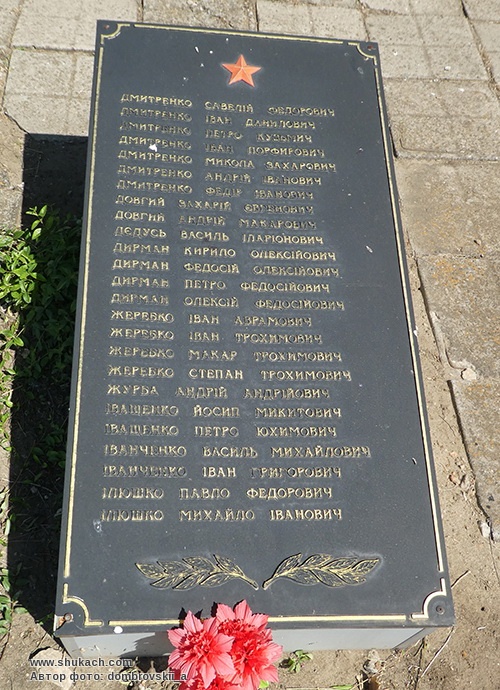 ДМИТРЕНКО САВЕЛІЙ ФЕДОРОВИЧ
ДМИТРЕНКО ІВАН ДАНИЛОВИЧ
ДМИТРЕНКО ПЕТРО КУЗЬМИЧ
ДМИТРЕНКО ІВАН ПОРФИРОВИЧ
ДМИТРЕНКО МИКОЛА ЗАХАРОВИЧ
ДМИТРЕНКО АНДРІЙ ІВАНОВИЧ
ДМИТРЕНКО ФЕДІР ІВАНОВИЧ
ДОВГИЙ ЗАХАРІЙ
ДОВГИЙ АНДРІЙ МАКАРОВИЧ
ДЄДУСЬ ВАСИЛЬ ІЛАРІОНОВИЧ
ДИРМАН КИРИЛО ОЛЕКСІЙОВИЧ
ДИРМАН ФЕДОСІЙ ОЛЕКСІЙОВИЧ
ДИРМАН ПЕТРО ФЕДОСІЙОВИЧ
ДИРМАН ОЛЕКСІЙ ФЕДОСІЙОВИЧ
ЖЕРЕБКО ІВАН АВРАМОВИЧ
ЖЕРЕБКО ІВАН ТРОХИМОВИЧ
ЖЕРЕБКО МАКАР ТРОХИМОВИЧ
ЖЕРЕБКО СТЕПАН ТРОХИМОВИЧ
ЖУРБА АНДРІЙ АНДРІЙОВИЧ
ІВАЩЕНКО ЙОСИП МИКИТОВИЧ
ІВАЩЕНКО ПЕТРО ЮХИМОВИЧ
ІВАНЧЕНКО ВАСИЛЬ МИХАЙЛОВИЧ
ІВАНЧЕНКО ІВАН ГРИГОРОВИЧ
ІЛЮШКО ПАВЛО ФЕДОРОВИЧ
ІЛЮШКО МИХАЙЛО ІВАНОВИЧ
www.shukach.com
Автор фото: dombrovskii_a